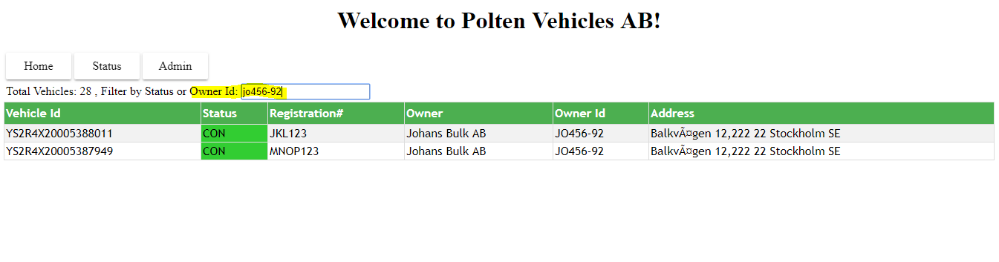 Welcome to Polten Vehicles AB!
Home Status Admin
Total Vehicles: 28 , Filter by Status or Owner Id: jo456-92
Vehicle Id Status Registration# Owner Owner Id Address
YS2R4X20005388011 CON JKL123 Johans Bulk AB JO456-92 BalkvÃ¤gen 12,222 22 Stockholm SE
YS2R4X20005387949 CON MNOP123 Johans Bulk AB JO456-92 BalkvÃ¤gen 12,222 22 Stockholm SE